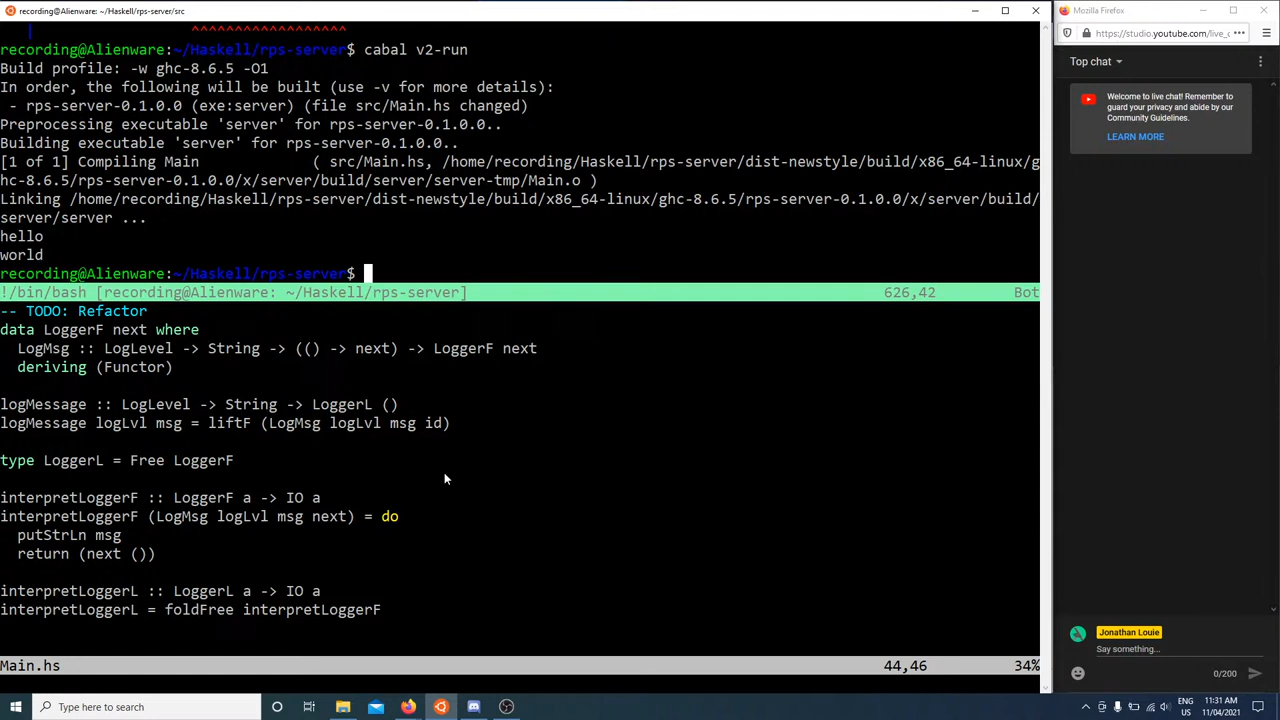 recording@Alienware: ~/Haskell/rps-server/src
| ^^^^^^^^^^^^^^^^^^
recording@Alienware:~/Haskell/rps-server$ cabal v2-run
Build profile: -w ghc-8.6.5 -O1
In order, the following will be built (use -v for more details):
 - rps-server-0.1.0.0 (exe:server) (file src/Main.hs changed)
Preprocessing executable 'server' for rps-server-0.1.0.0..
Building executable 'server' for rps-server-0.1.0.0..
[1 of 1] Compiling Main             ( src/Main.hs, /home/recording/Haskell/rps-server/dist-newstyle/build/x86_64-linux/g
hc-8.6.5/rps-server-0.1.0.0/x/server/build/server/server-tmp/Main.o )
Linking /home/recording/Haskell/rps-server/dist-newstyle/build/x86_64-linux/ghc-8.6.5/rps-server-0.1.0.0/x/server/build/
server/server ...
hello
world
recording@Alienware:~/Haskell/rps-server$
!/bin/bash [recording@Alienware: ~/Haskell/rps-server] 626,42 Bot
-- TODO: Refactor
data LoggerF next where
  LogMsg :: LogLevel -> String -> (() -> next) -> LoggerF next
  deriving (Functor)
logMessage :: LogLevel -> String -> LoggerL ()
logMessage logLvl msg = liftF (LogMsg logLvl msg id)
type LoggerL = Free LoggerF
interpretLoggerF :: LoggerF a -> IO a
interpretLoggerF (LogMsg logLvl msg next) = do
  putStrLn msg
  return (next ())
interpretLoggerL :: LoggerL a -> IO a
interpretLoggerL = foldFree interpretLoggerF
Main.hs 44,46 34%
Mozilla Firefox
https://studio.youtube.com/live_c
Top chat
Welcome to live chat! Remember to
guard your privacy and abide by our
Community Guidelines.
LEARN MORE
Jonathan Louie
Say something...
0/200
Type here to search
ENG
US
11:31 AM
11/04/2021